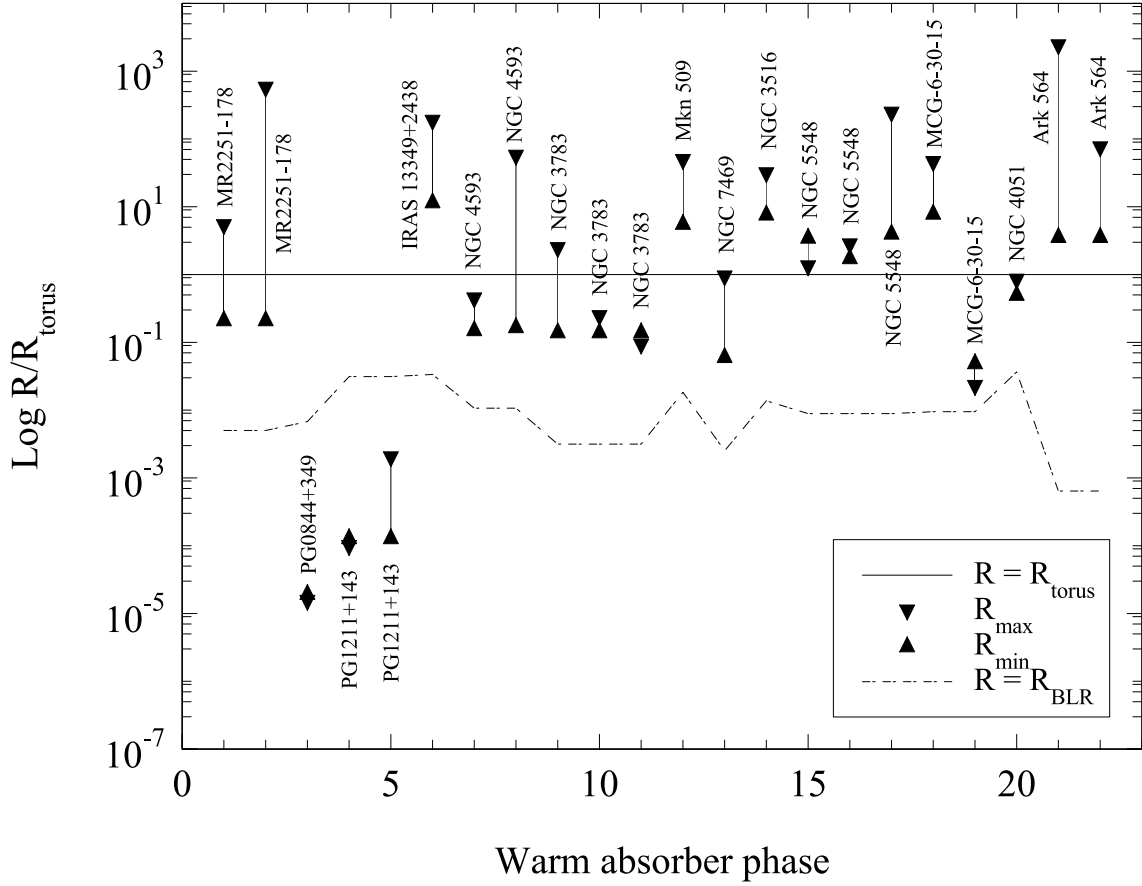 Log R/R_torus
10^3
10^1
10^-1
10^-3
10^-5
10^-7
0
5
10
15
20
Warm absorber phase
MR2251-178
MR2251-178
PG0844+349
PG1211+143
PG1211+143
IRAS 13349+2438
NGC 4593
NGC 4593
NGC 3783
NGC 3783
NGC 3783
Mkn 509
NGC 7469
NGC 3516
NGC 5548
NGC 5548
NGC 5548
MCG-6-30-15
MCG-6-30-15
NGC 4051
Ark 564
Ark 564
R = R_torus
R_max
R_min
R = R_BLR